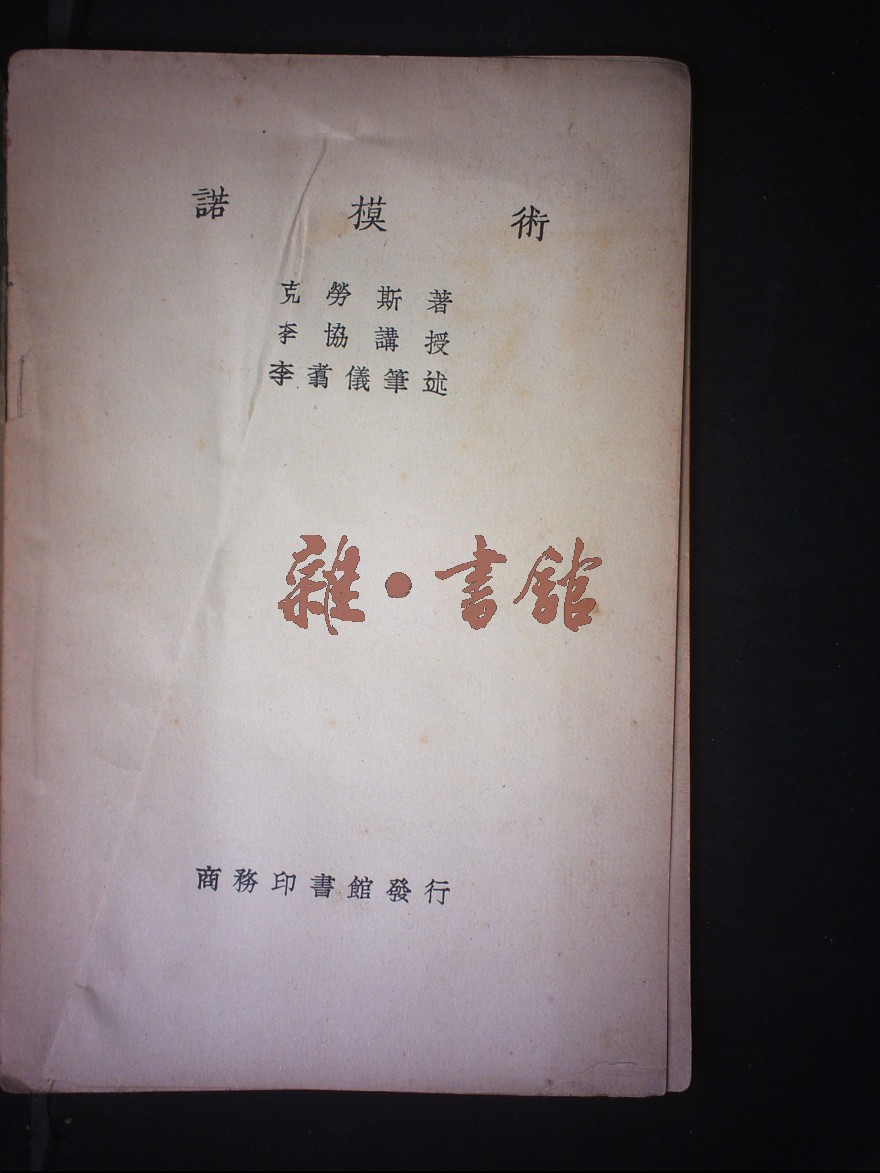 諾模術
克勞斯著
李協講授
李翥儀筆述
雜·書館
商務印書館發行